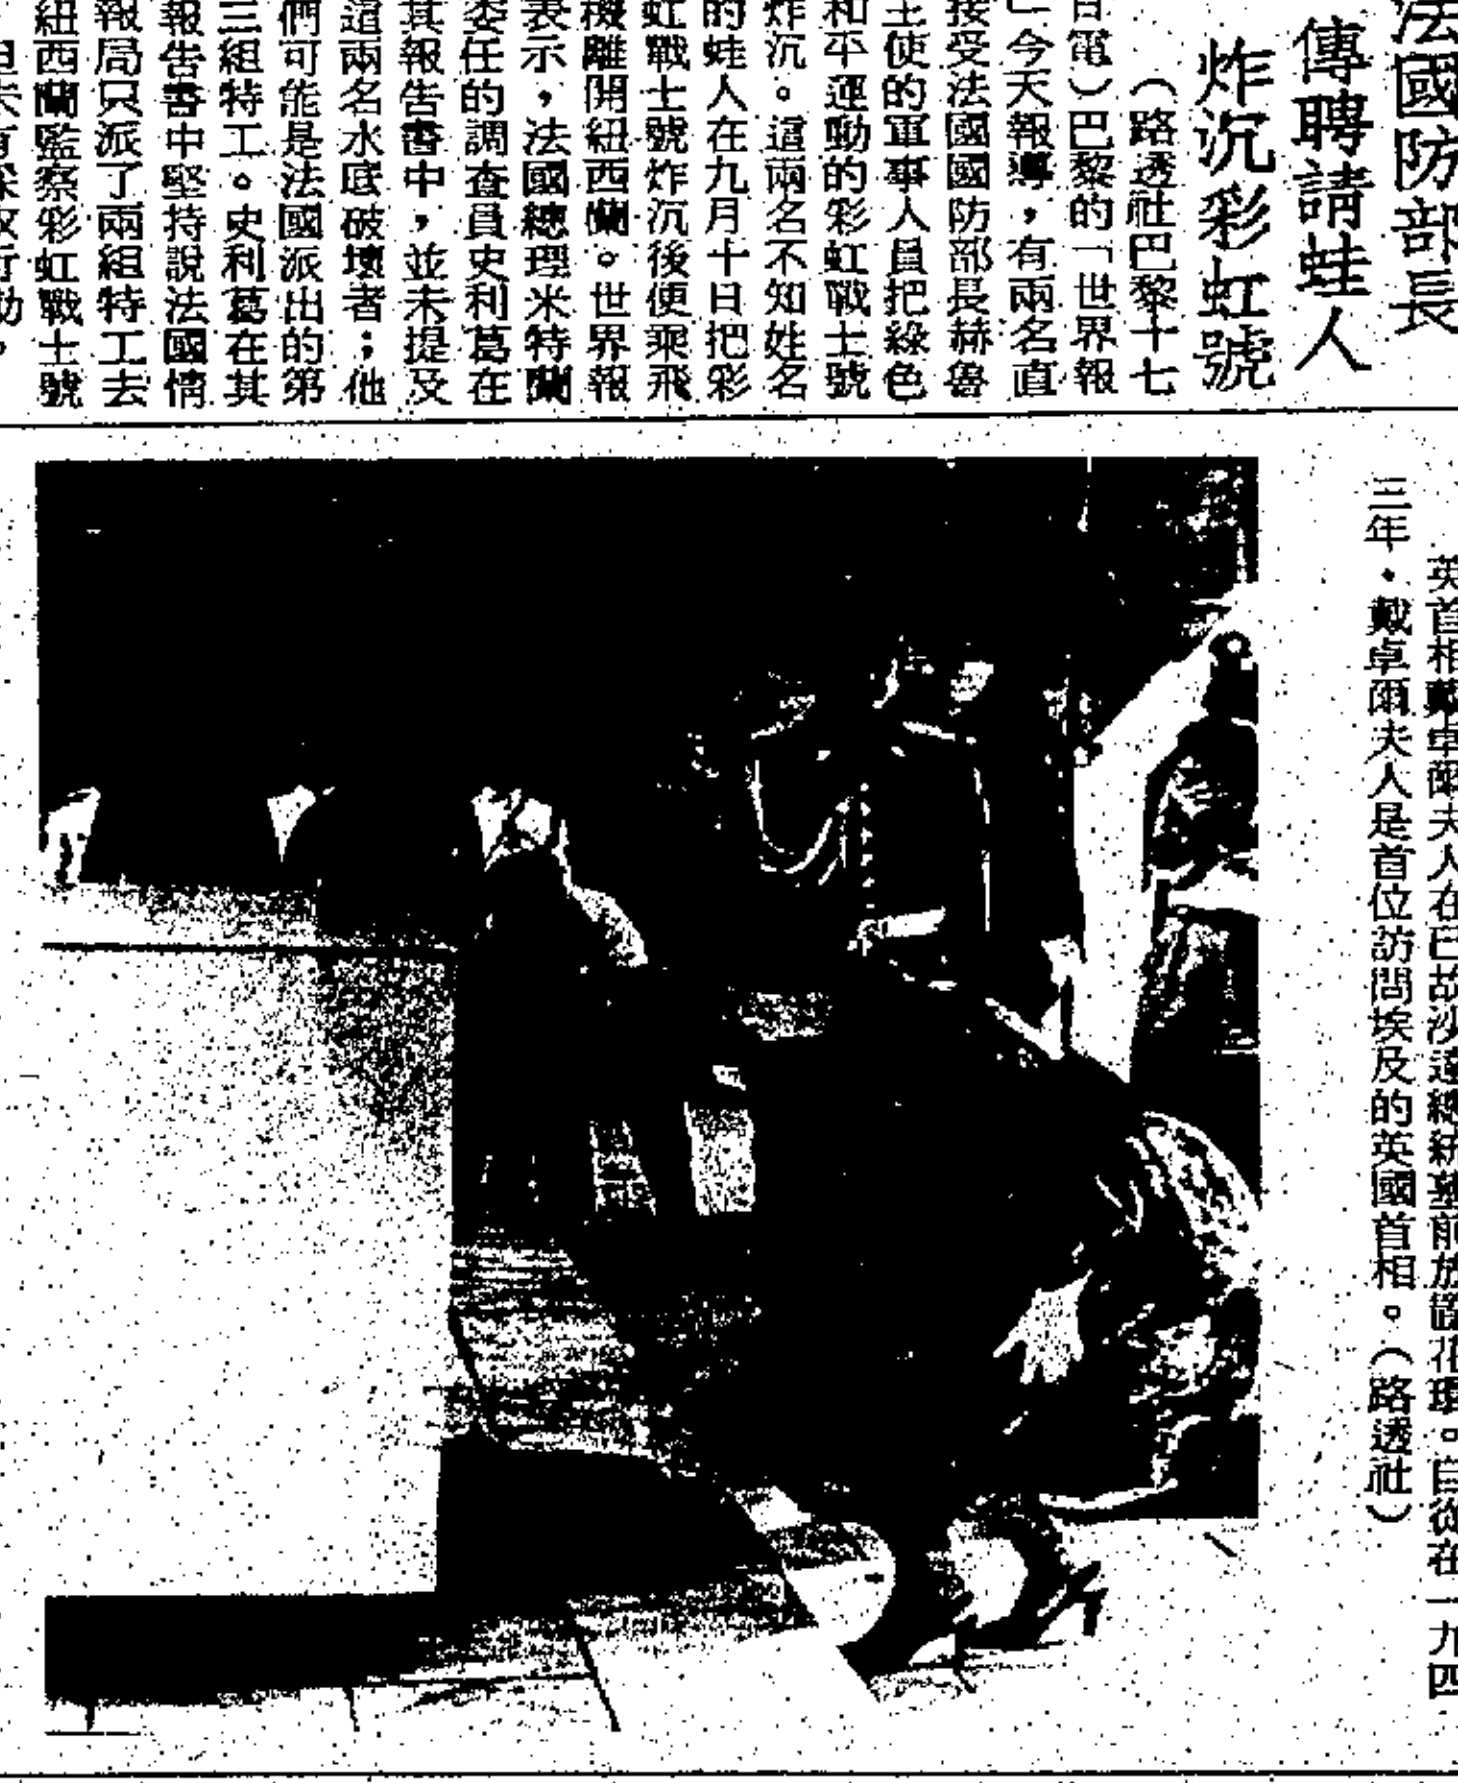 法國防部長
傳聘請蛙人
炸沉彩虹號
（路透社巴黎十七
日電）巴黎的「世界報
」今天報導，有兩名直
接受法國國防部長赫魯
主使的軍事人員把綠色
和平運動的彩虹戰士號
炸沉。這兩名不知姓名
的蛙人在九月十日把彩
虹戰士號炸沉後便乘飛
機離開紐西蘭。世界報
表示，法國總理米特蘭
委任的調查員史利葛在
其報告書中，並未提及
這兩名水底破壞者；他
們可能是法國派出的第
三組特工。史利葛在其
報告書中堅持說法國情
報局只派了兩組特工去
紐西蘭監察彩虹戰士號
但未有採取行動，
英首相戴卓爾夫人在已故沙達總統墓前放置花環。自從在一九四
三年，戴卓爾夫人是首位訪問埃及的英國首相。（路透社）